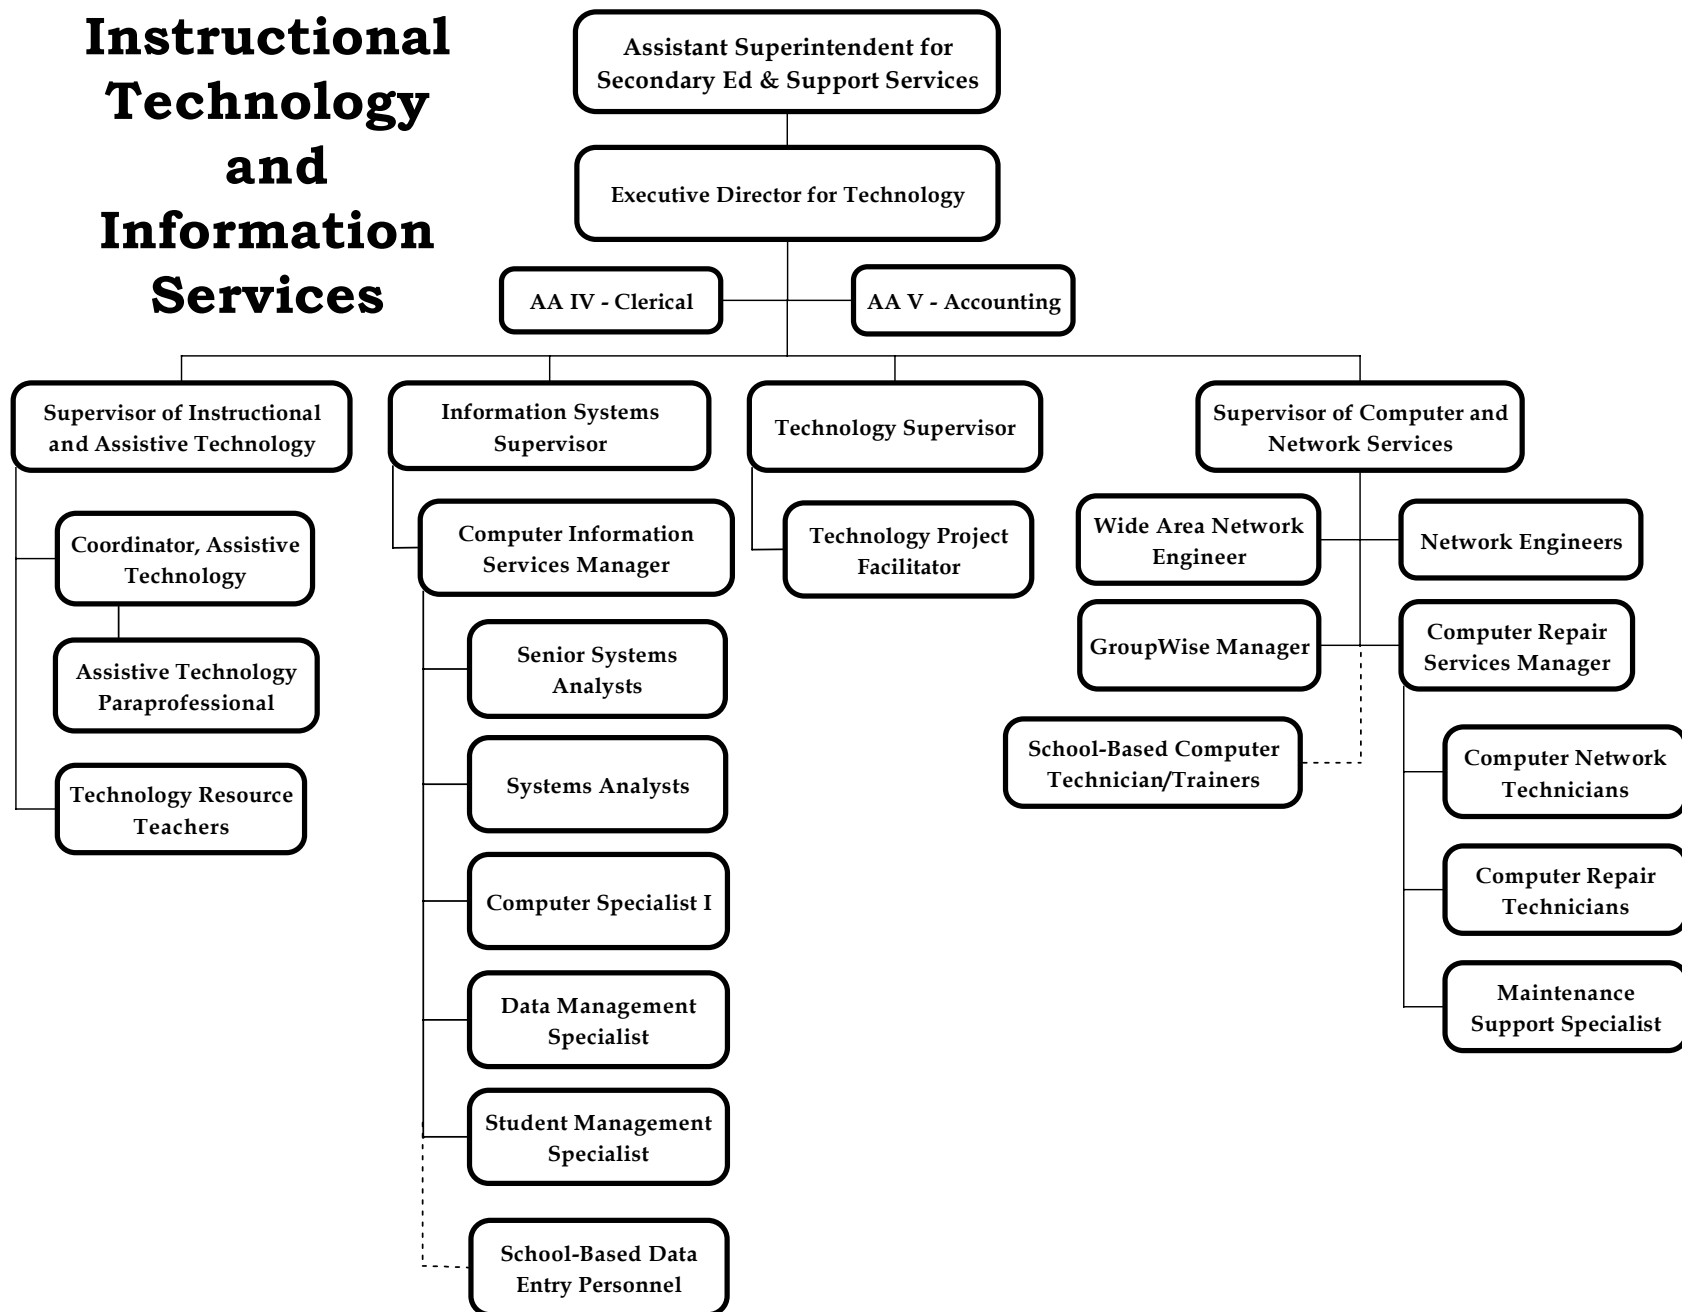 Instructional
Technology
and
Information
Services
Assistant Superintendent for
Secondary Ed & Support Services
Executive Director for Technology
AA IV - Clerical
AA V - Accounting
Supervisor of Instructional
and Assistive Technology
Coordinator, Assistive
Technology
Assistive Technology
Paraprofessional
Technology Resource
Teachers
Information Systems
Supervisor
Computer Information
Services Manager
Senior Systems
Analysts
Systems Analysts
Computer Specialist I
Data Management
Specialist
Student Management
Specialist
School-Based Data
Entry Personnel
Technology Supervisor
Technology Project
Facilitator
Supervisor of Computer and
Network Services
Wide Area Network
Engineer
Network Engineers
GroupWise Manager
Computer Repair
Services Manager
School-Based Computer
Technician/Trainers
Computer Network
Technicians
Computer Repair
Technicians
Maintenance
Support Specialist